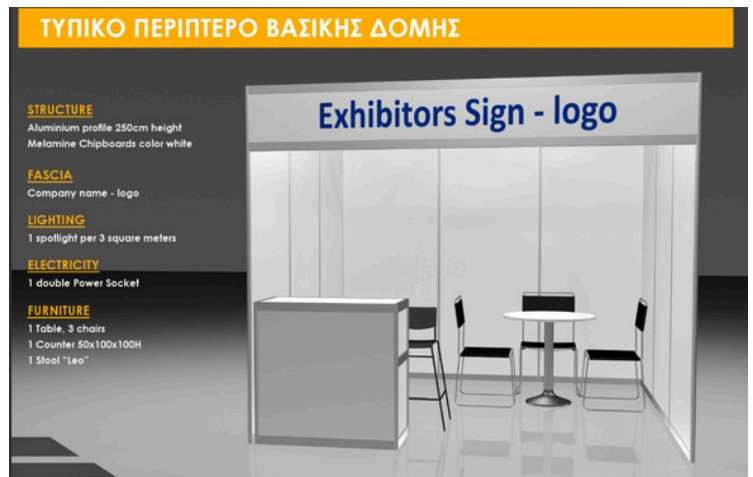 ΤΥΠΙΚΟ ΠΕΡΙΠΤΕΡΟ ΒΑΣΙΚΗΣ ΔΟΜΗΣ
Exhibitors Sign - logo
STRUCTURE
Aluminium profile 250cm height
Melamine Chipboards color white
FASCIA
Company name - logo
LIGHTING
1 spotlight per 3 square meters
ELECTRICITY
1 double Power Socket
FURNITURE
1 Table, 3 chairs
1 Counter 50x100x100H
1 Stool “Leo”